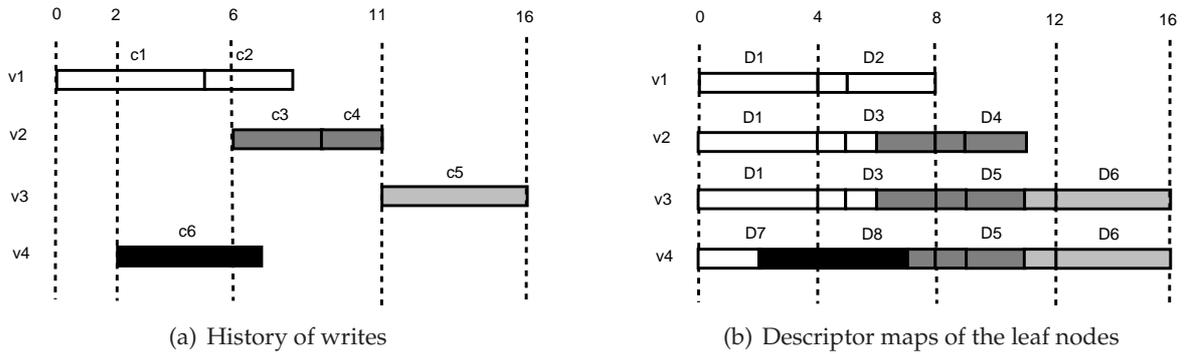 0 2 6 11 16
c1 c2
v1
c3 c4
v2
c5
v3
c6
v4
(a) History of writes
0 4 8 12 16
D1 D2
v1
D1 D3 D4
v2
D1 D3 D5 D6
v3
D7 D8 D5 D6
v4
(b) Descriptor maps of the leaf nodes